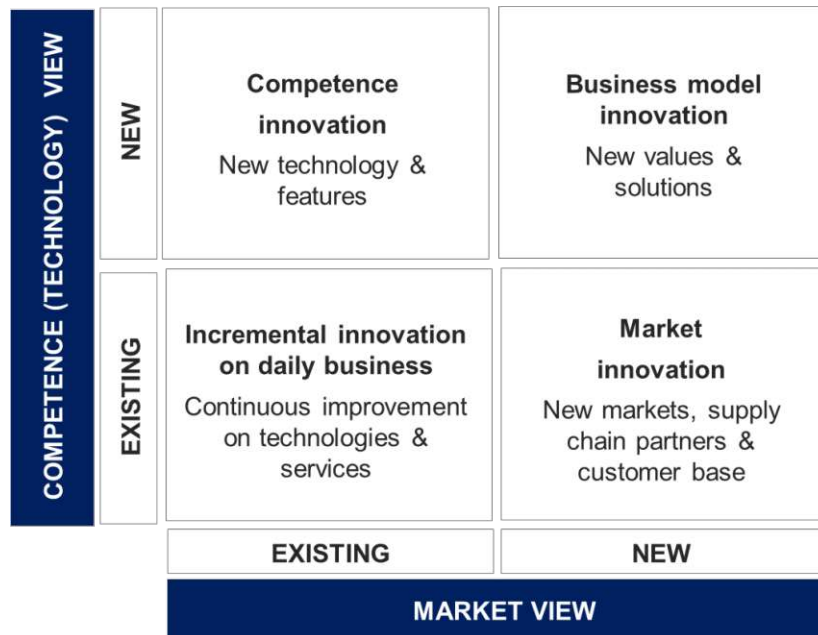 COMPETENCE (TECHNOLOGY) VIEW
NEW
Competence
innovation
New technology &
features
Business model
innovation
New values &
solutions
EXISTING
Incremental innovation
on daily business
Continuous improvement
on technologies &
services
Market
innovation
New markets, supply
chain partners &
customer base
EXISTING
NEW
MARKET VIEW